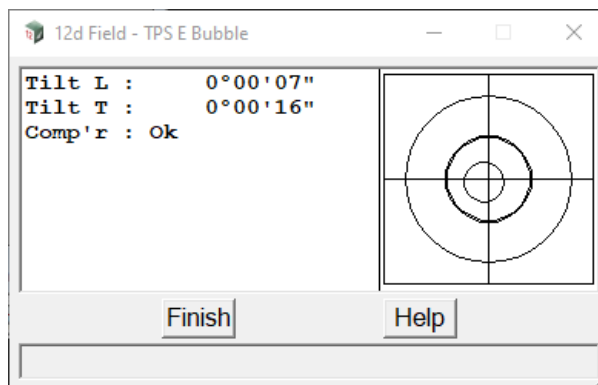 12d Field - TPS E Bubble
Tilt L : 0°00'07"
Tilt T : 0°00'16"
Comp'r : Ok
Finish Help